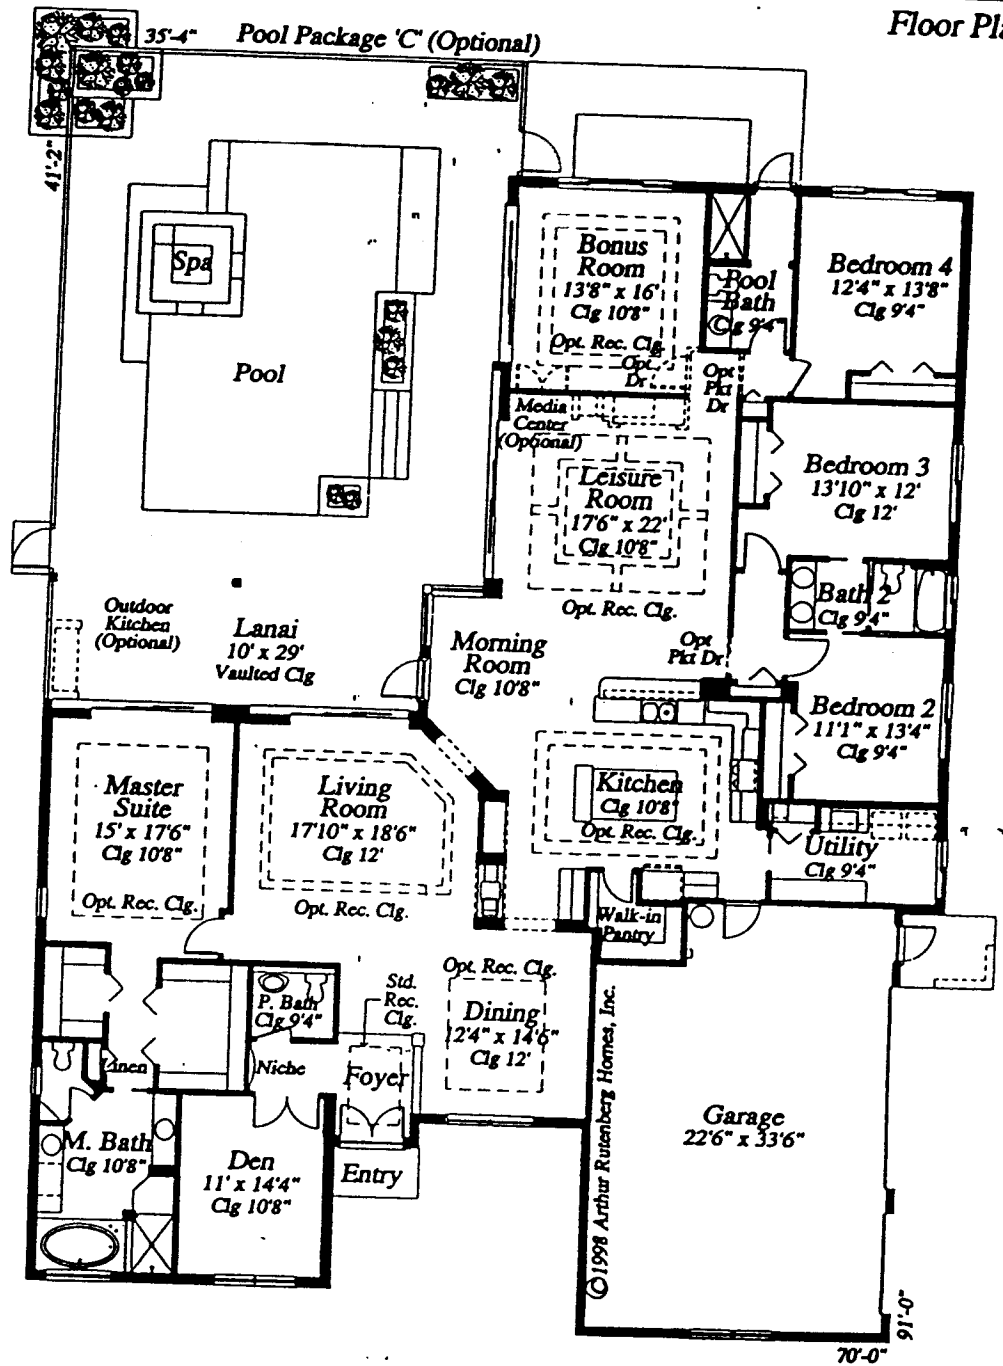 Floor Pla
35'-4"
Pool Package 'C' (Optional)
41'-2"
Spa
Pool
Bonus
Room
13'8" x 16'
Clg 10'8"
Opt. Rec. Clg.
Opt
Dr
Pool
Bath
Clg 9'4"
Bedroom 4
12'4" x 13'8"
Clg 9'4"
Opt
Pkt
Dr
Media
Center
(Optional)
Leisure
Room
17'6" x 22'
Clg 10'8"
Opt. Rec. Clg.
Bedroom 3
13'10" x 12'
Clg 12'
Bath 2
Clg 9'4"
Outdoor
Kitchen
(Optional)
Lanai
10' x 29'
Vaulted Clg
Morning
Room
Clg 10'8"
Opt
Pkt Dr
Bedroom 2
11'1" x 13'4"
Clg 9'4"
Master
Suite
15' x 17'6"
Clg 10'8"
Opt. Rec. Clg.
Living
Room
17'10" x 18'6"
Clg 12'
Opt. Rec. Clg.
Kitchen
Clg 10'8"
Opt. Rec. Clg.
Utility
Clg 9'4"
Walk-in
Pantry
Opt. Rec. Clg.
Dining
12'4" x 14'6"
Clg 12'
Std.
Rec.
Clg.
P. Bath
Clg 9'4"
Linen
Niche
Foyer
M. Bath
Clg 10'8"
Den
11' x 14'4"
Clg 10'8"
Entry
Garage
22'6" x 33'6"
©1998 Arthur Rutenberg Homes, Inc.
91'-0"
70'-0"